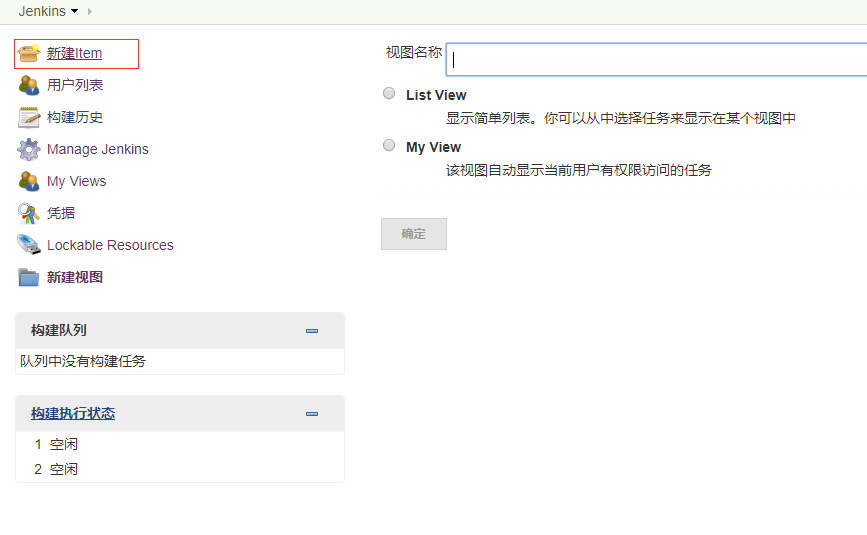 Jenkins
新建Item
用户列表
构建历史
Manage Jenkins
My Views
凭据
Lockable Resources
新建视图
构建队列
队列中没有构建任务
构建执行状态
1 空闲
2 空闲
视图名称
List View
显示简单列表。你可以从中选择任务来显示在某个视图中
My View
该视图自动显示当前用户有权限访问的任务
确定